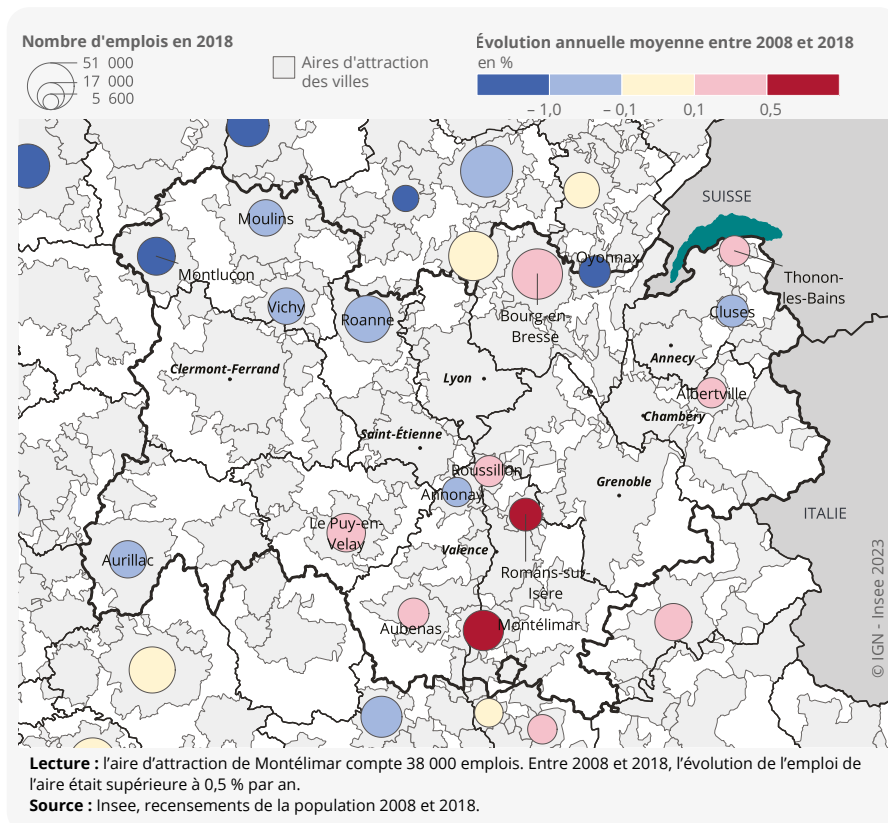 Nombre d'emplois en 2018
51 000
17 000
5 600
Aires d'attraction
des villes
Évolution annuelle moyenne entre 2008 et 2018
en %
– 1,0
– 0,1
0,1
0,5
SUISSE
Moulins
Montluçon
Oyonnax
Thonon-
les-Bains
Vichy
Roanne
Bourg-en-
Bresse
Cluses
Annecy
Clermont-Ferrand
Lyon
Albertville
Chambéry
Saint-Étienne
Roussillon
Grenoble
Annonay
ITALIE
Le Puy-en-
Velay
Valence
Aurillac
Romans-sur-
Isère
Aubenas
Montélimar
© IGN - Insee 2023
Lecture : l'aire d'attraction de Montélimar compte 38 000 emplois. Entre 2008 et 2018, l'évolution de l'emploi de
l'aire était supérieure à 0,5 % par an.
Source : Insee, recensements de la population 2008 et 2018.